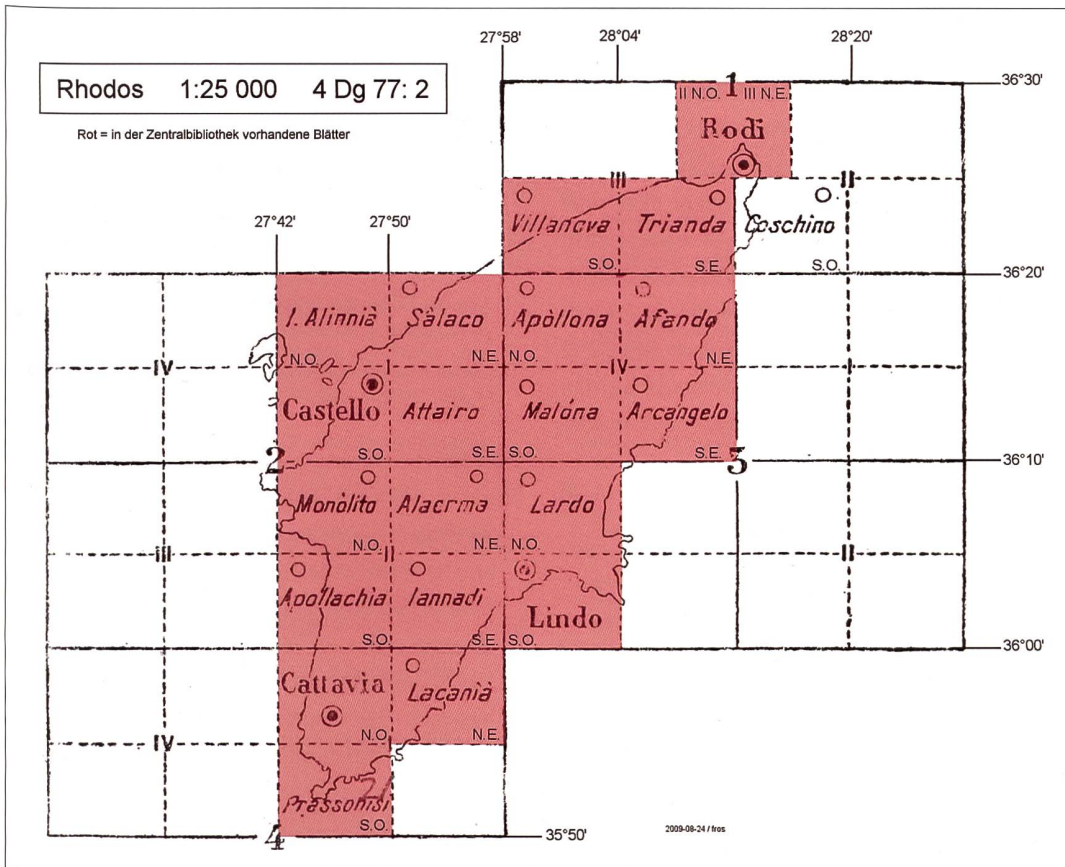 27°58' 28°04' 28°20'
Rhodos 1:25 000 4 Dg 77: 2
Rot = in der Zentralbibliothek vorhandene Blätter
1 36°30'
II N.O. III N.E.
Rodi
III II
Villanova Trianda Coschino
27°42' 27°50'
S.O. S.E. S.O. 36°20'
I. Alinnià Sàlaco Apòllona Afando
N.O. N.E. N.O. N.E.
IV I IV I
Castello Attairo Malóna Arcangelo
S.O. S.E. S.O. S.E.
2 3 36°10'
Monòlito Alacrma Lardo
N.O. N.E. N.O.
III II II
Apollachia Iannadi Lindo
S.O. S.E. S.O. 36°00'
Cattavia Lacanià
N.O. N.E.
IV
Prassonisi
S.O.
4 35°50'
2009-08-24 / fros